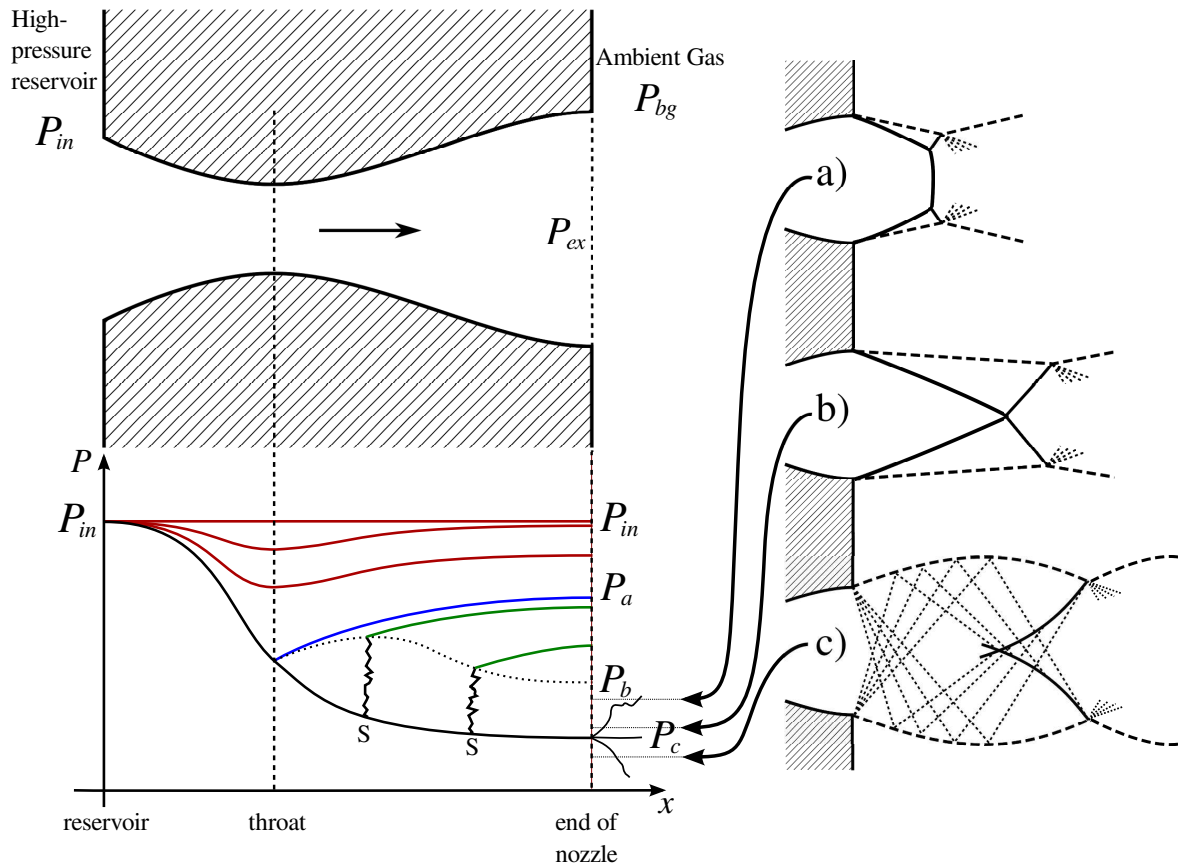 High-
pressure
reservoir
P_in
Ambient Gas
P_bg
P_ex
a)
b)
c)
P
P_in
P_in
P_a
P_b
P_c
S
S
x
reservoir
throat
end of
nozzle